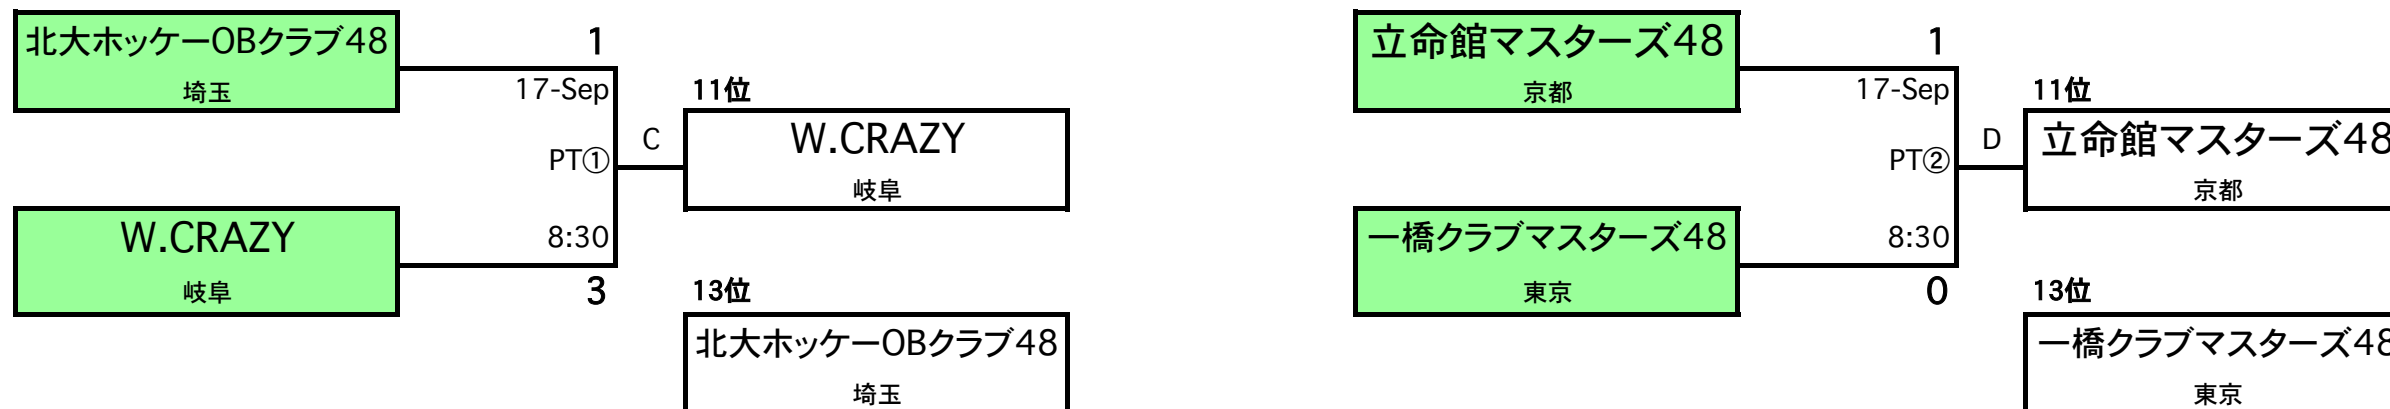 北大ホッケーOBクラブ48
埼玉
1
17-Sep
PT①
8:30
C
W.CRAZY
岐阜
3
11位
W.CRAZY
岐阜
13位
北大ホッケーOBクラブ48
埼玉
立命館マスターズ48
京都
1
17-Sep
PT②
8:30
D
一橋クラブマスターズ48
東京
0
11位
立命館マスターズ48
京都
13位
一橋クラブマスターズ48
東京